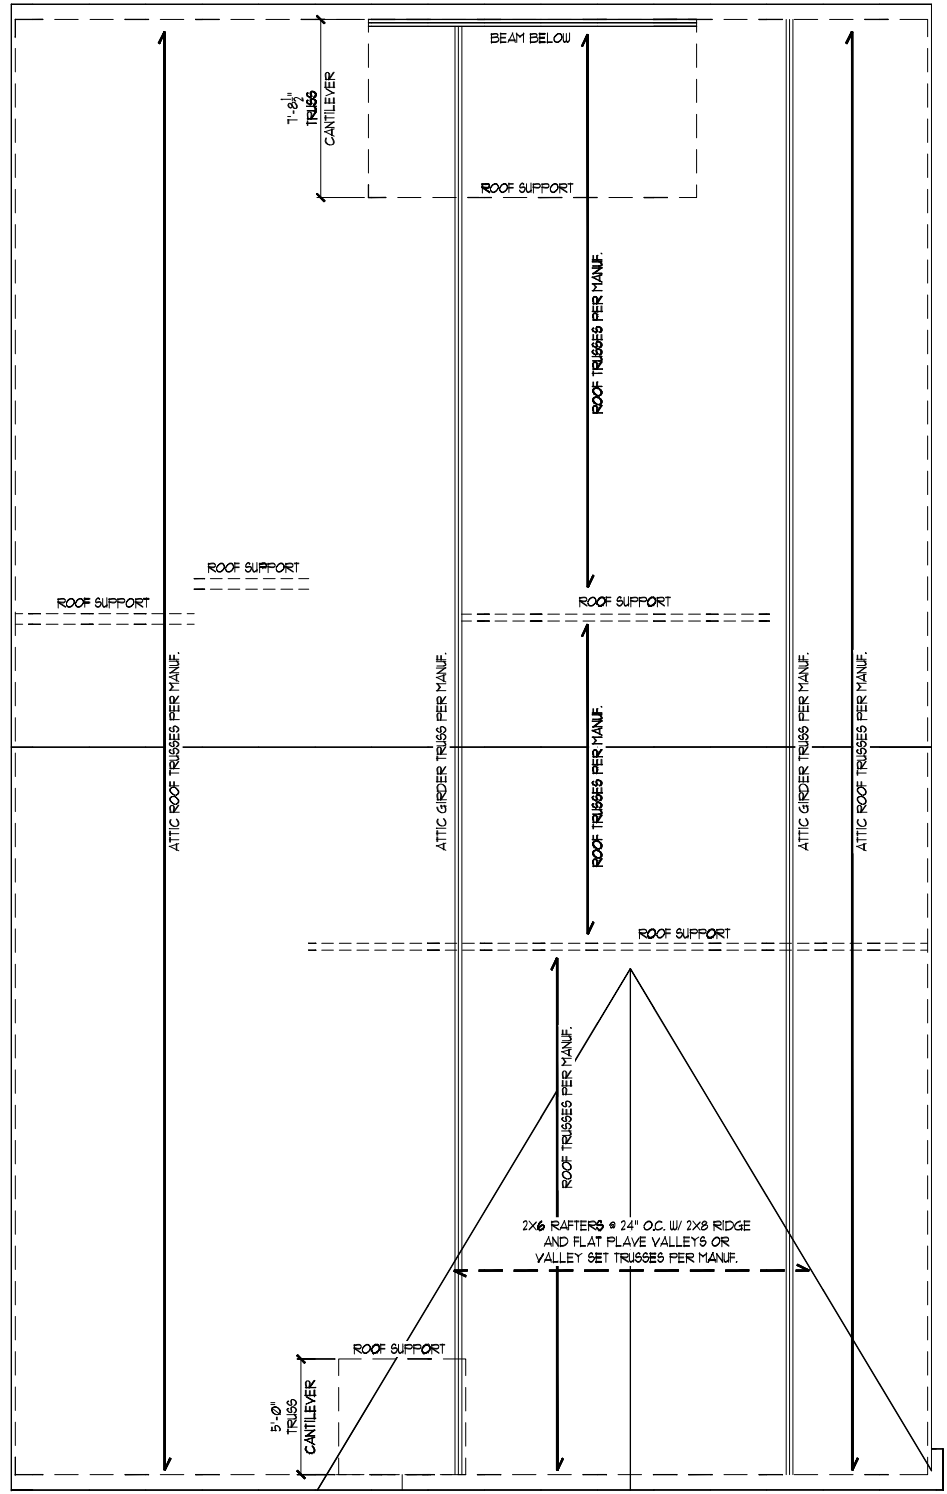 BEAM BELOW
7'-8½"
TRUSS
CANTILEVER
ROOF SUPPORT
ROOF TRUSSES PER MANUF.
ROOF SUPPORT
ROOF SUPPORT
ROOF SUPPORT
ATTIC ROOF TRUSSES PER MANUF.
ATTIC GIRDER TRUSS PER MANUF.
ROOF TRUSSES PER MANUF.
ATTIC GIRDER TRUSS PER MANUF.
ATTIC ROOF TRUSSES PER MANUF.
ROOF SUPPORT
ROOF TRUSSES PER MANUF.
2X6 RAFTERS @ 24" O.C. W/ 2X8 RIDGE
AND FLAT PLAVE VALLEYS OR
VALLEY SET TRUSSES PER MANUF.
ROOF SUPPORT
5'-0"
TRUSS
CANTILEVER